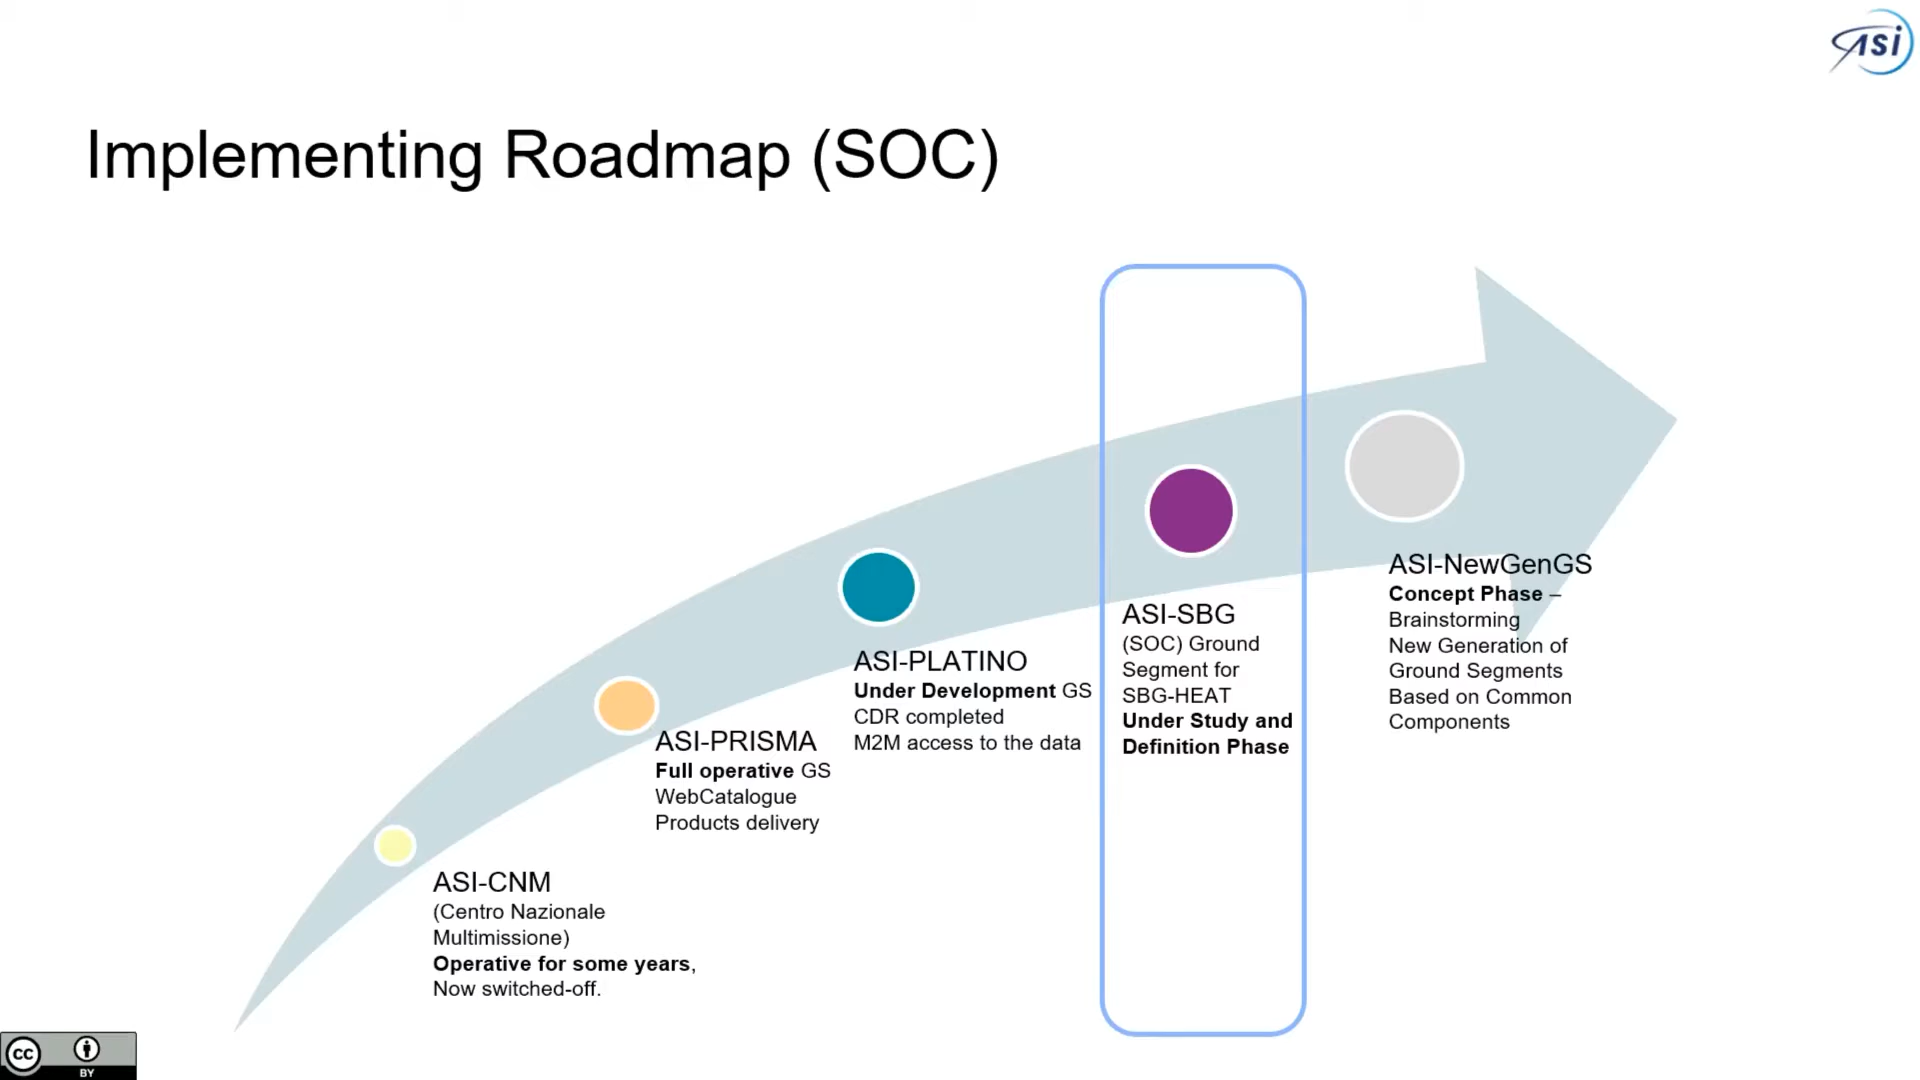 asi
Implementing Roadmap (SOC)
ASI-NewGenGS
Concept Phase –
Brainstorming
New Generation of
Ground Segments
Based on Common
Components
ASI-SBG
(SOC) Ground
Segment for
SBG-HEAT
Under Study and
Definition Phase
ASI-PLATINO
Under Development GS
CDR completed
M2M access to the data
ASI-PRISMA
Full operative GS
WebCatalogue
Products delivery
ASI-CNM
(Centro Nazionale
Multimissione)
Operative for some years,
Now switched-off.
cc
BY